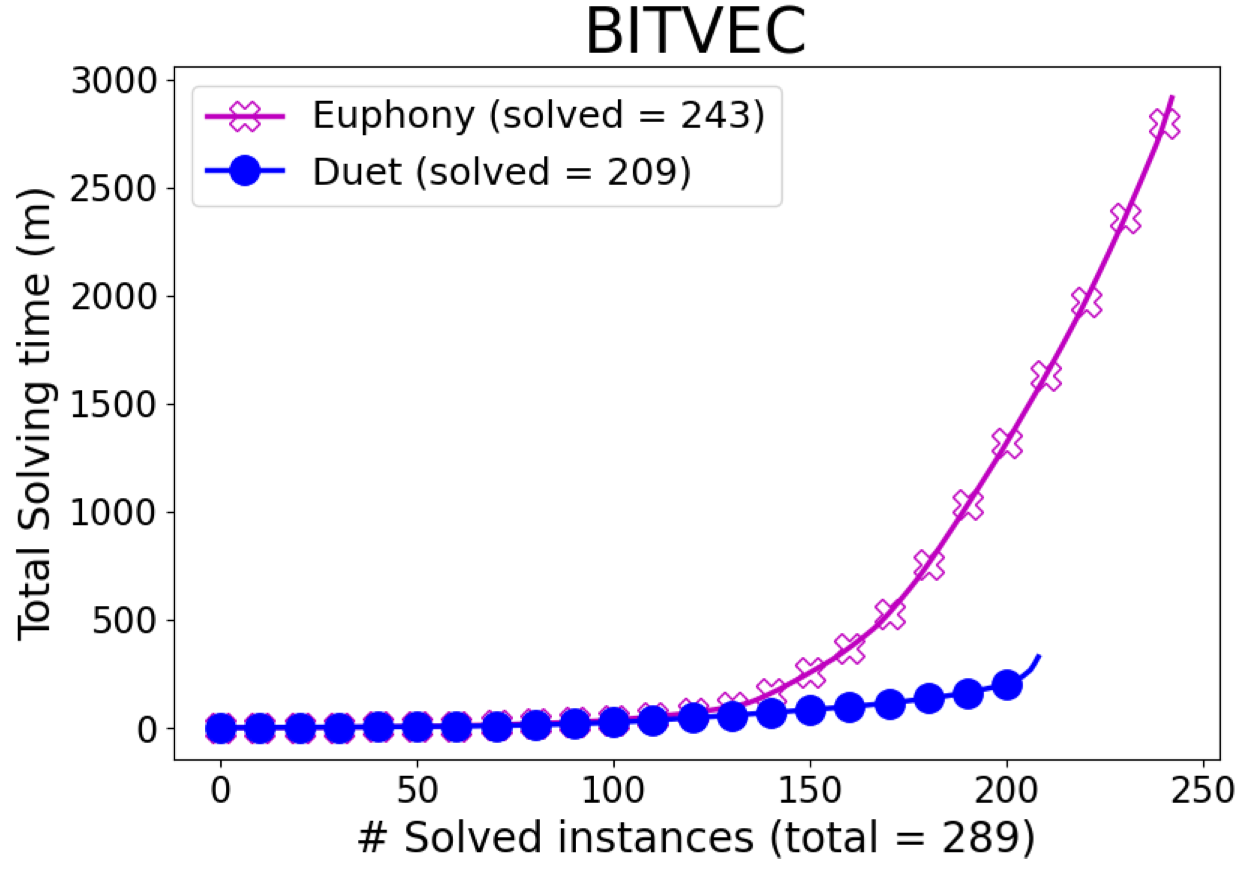 BITVEC
Euphony (solved = 243)
Duet (solved = 209)
Total Solving time (m)
3000
2500
2000
1500
1000
500
0
0 50 100 150 200 250
# Solved instances (total = 289)